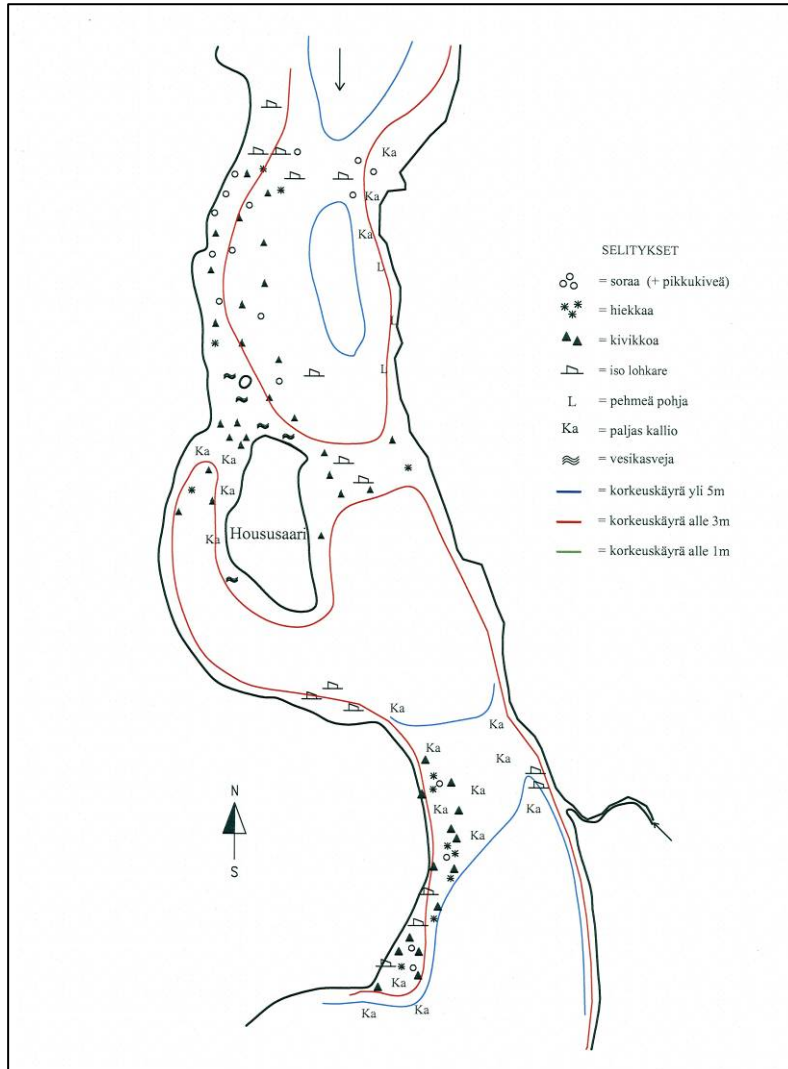 Ka
Ka
Ka
L
L
L
Ka
Ka
Ka
Housusaari
Ka
SELITYKSET
= soraa (+ pikkukiveä)
= hiekkaa
= kivikkoa
= iso lohkare
L = pehmeä pohja
Ka = paljas kallio
= vesikasveja
= korkeuskäyrä yli 5m
= korkeuskäyrä alle 3m
= korkeuskäyrä alle 1m
Ka
Ka
Ka
Ka
Ka
Ka
Ka
Ka
N
S
Ka
Ka
Ka